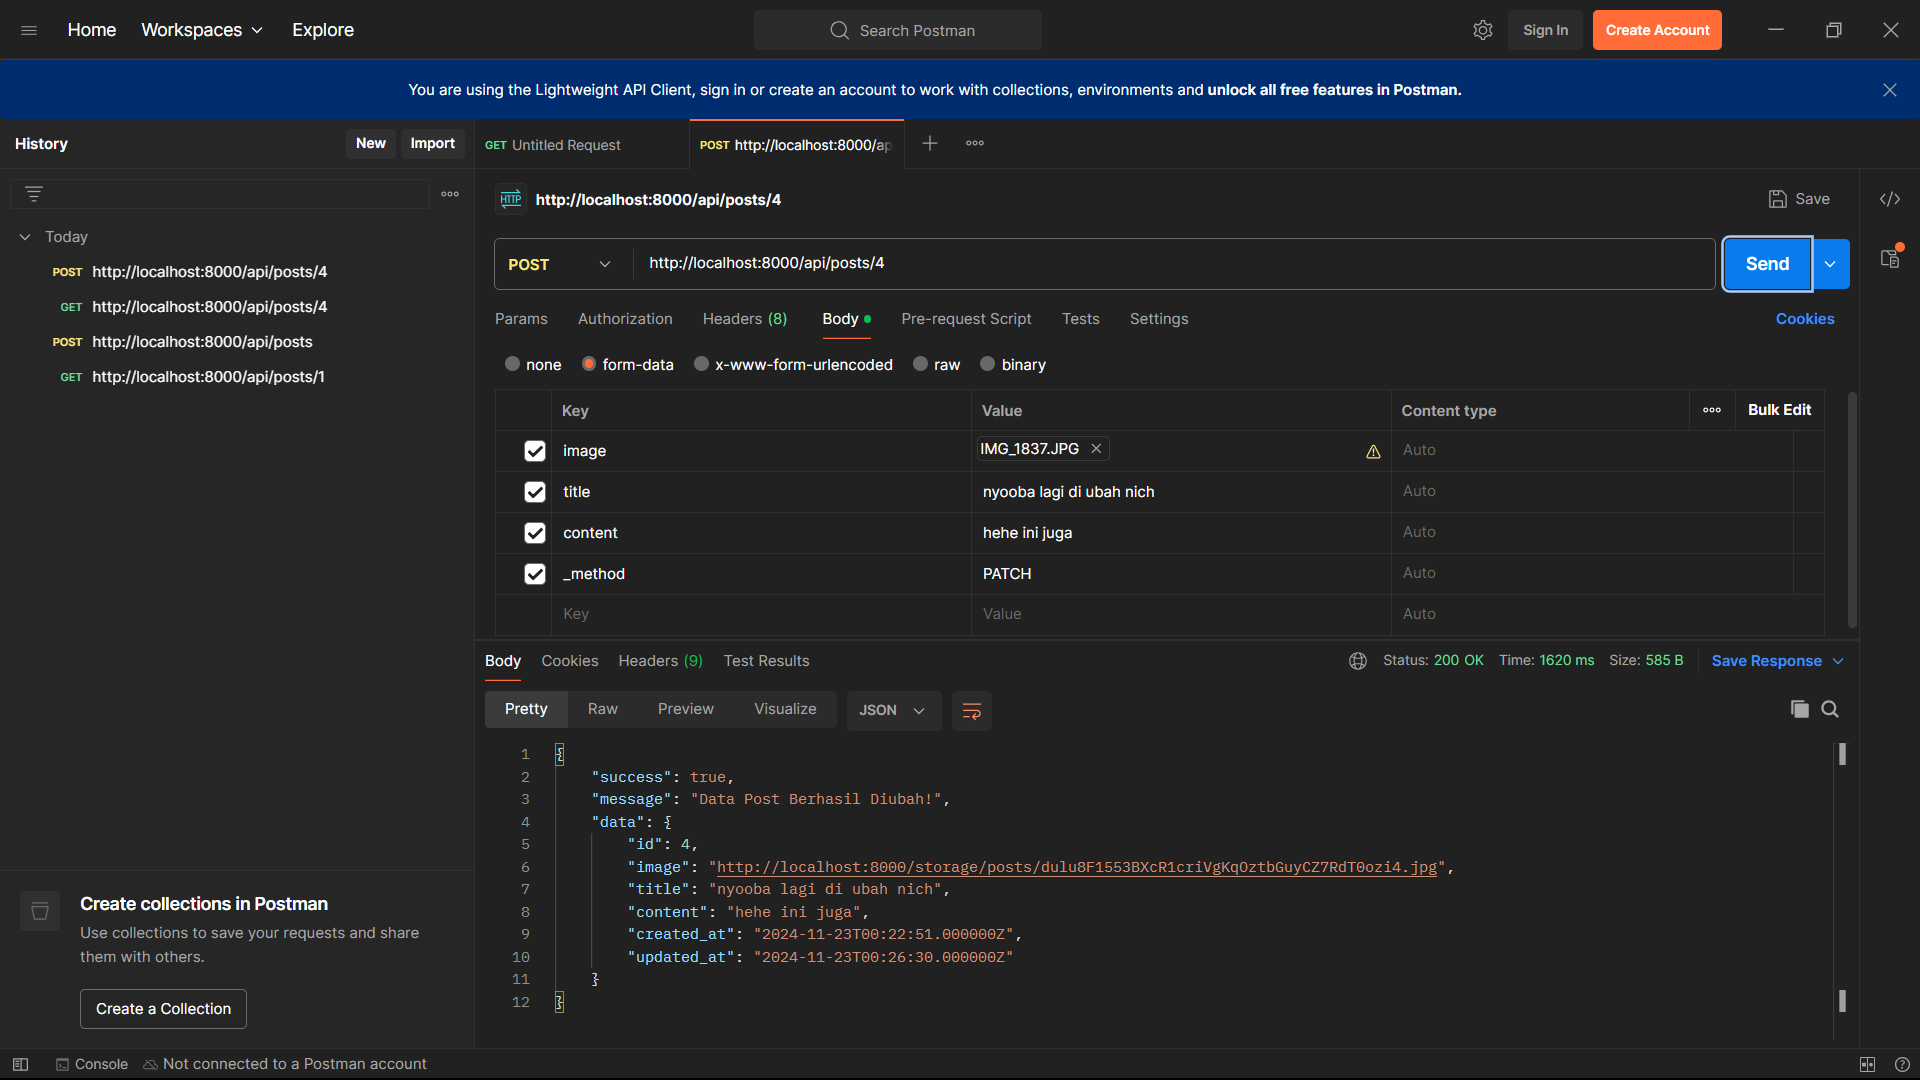 Home Workspaces Explore Search Postman Sign In Create Account
You are using the Lightweight API Client, sign in or create an account to work with collections, environments and unlock all free features in Postman.
History New Import
GET Untitled Request POST http://localhost:8000/ap
HTTP http://localhost:8000/api/posts/4 Save
Today
POST http://localhost:8000/api/posts/4
GET http://localhost:8000/api/posts/4
POST http://localhost:8000/api/posts
GET http://localhost:8000/api/posts/1
POST http://localhost:8000/api/posts/4 Send
Params Authorization Headers (8) Body Pre-request Script Tests Settings Cookies
none form-data x-www-form-urlencoded raw binary
Key Value Content type Bulk Edit
image IMG_1837.JPG Auto
title nyooba lagi di ubah nich Auto
content hehe ini juga Auto
_method PATCH Auto
Key Value Auto
Body Cookies Headers (9) Test Results Status: 200 OK Time: 1620 ms Size: 585 B Save Response
Pretty Raw Preview Visualize JSON
1 {
2 "success": true,
3 "message": "Data Post Berhasil Diubah!",
4 "data": {
5 "id": 4,
6 "image": "http://localhost:8000/storage/posts/dulu8F1553BXcR1criVgKqOztbGuyCZ7RdT0ozi4.jpg",
7 "title": "nyooba lagi di ubah nich",
8 "content": "hehe ini juga",
9 "created_at": "2024-11-23T00:22:51.000000Z",
10 "updated_at": "2024-11-23T00:26:30.000000Z"
11 }
12 }
Create collections in Postman
Use collections to save your requests and share
them with others.
Create a Collection
Console Not connected to a Postman account